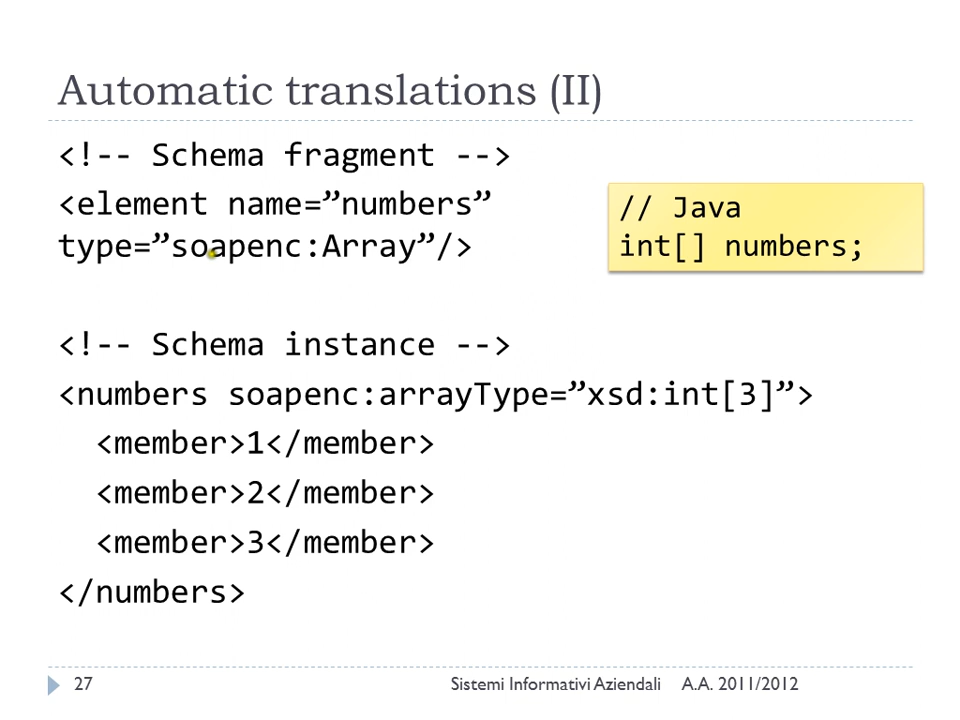 Automatic translations (II)
<!-- Schema fragment -->
<element name=”numbers”
type=”soapenc:Array”/>
// Java
int[] numbers;
<!-- Schema instance -->
<numbers soapenc:arrayType=”xsd:int[3]”>
<member>1</member>
<member>2</member>
<member>3</member>
</numbers>
27 Sistemi Informativi Aziendali A.A. 2011/2012